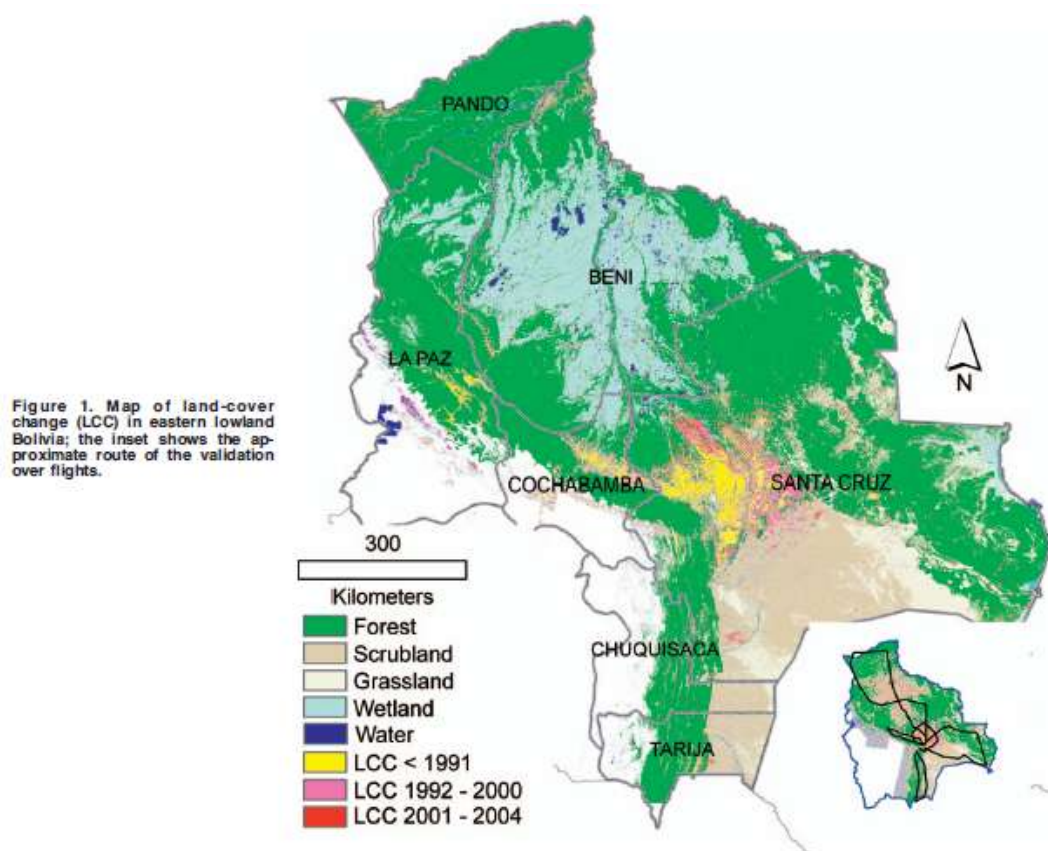 PANDO
BENI
LA PAZ
N
Figure 1. Map of land-cover
change (LCC) in eastern lowland
Bolivia; the inset shows the ap-
proximate route of the validation
over flights.
COCHABAMBA
SANTA CRUZ
300
Kilometers
Forest
Scrubland
Grassland
Wetland
Water
LCC < 1991
LCC 1992 - 2000
LCC 2001 - 2004
CHUQUISACA
TARIJA